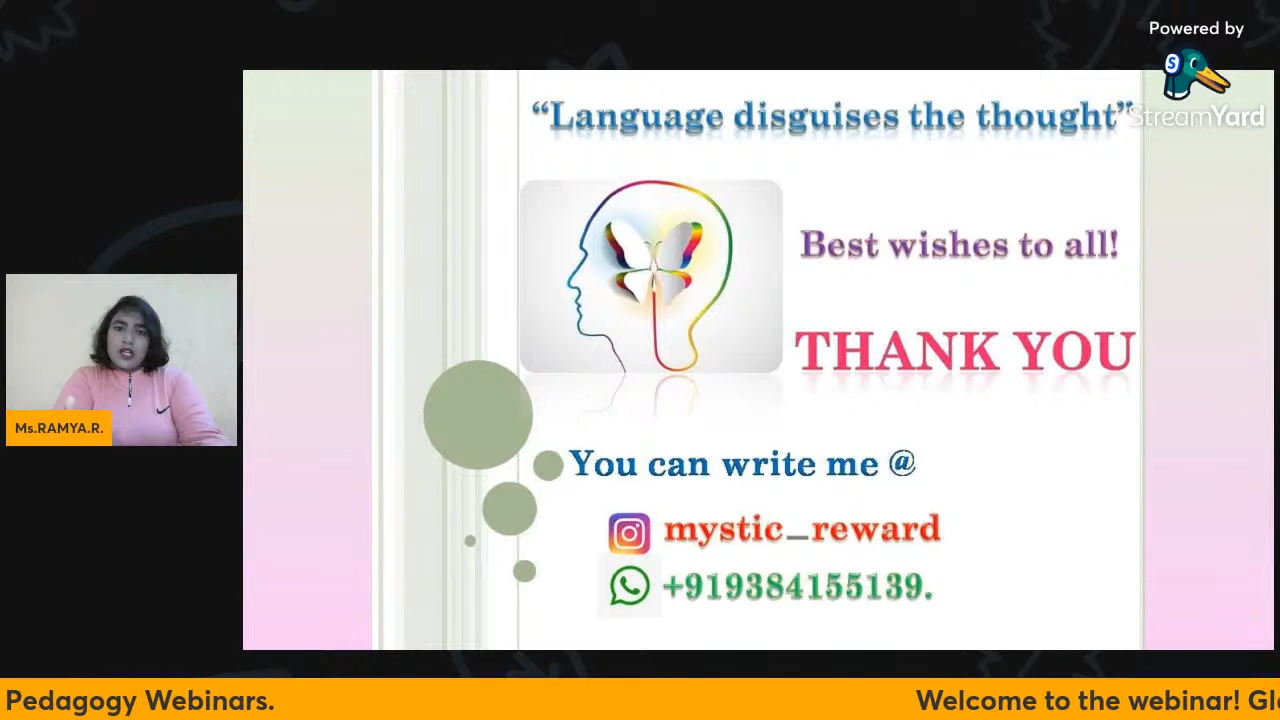 Powered by
StreamYard
“Language disguises the thought”
Best wishes to all!
THANK YOU
You can write me @
mystic_reward
+919384155139.
Ms.RAMYA.R.
Pedagogy Webinars.
Welcome to the webinar! Gl